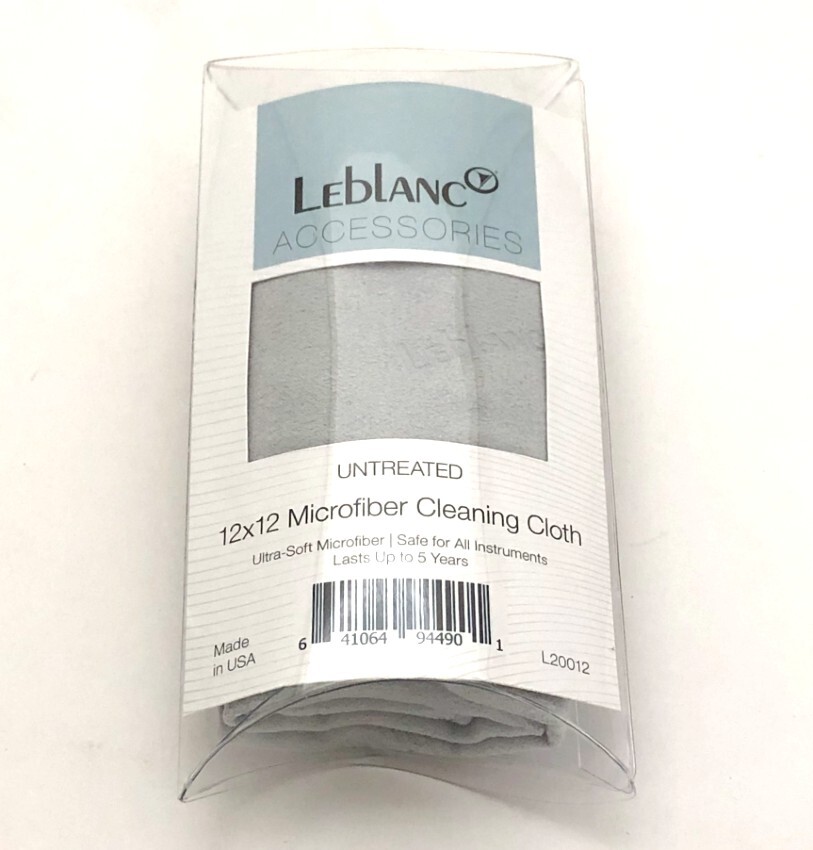 LEblANC
ACCESSORIES
UNTREATED
12x12 Microfiber Cleaning Cloth
Ultra-Soft Microfiber | Safe for All Instruments
Lasts Up to 5 Years
6 41064 94490 1
Made
in USA
L20012